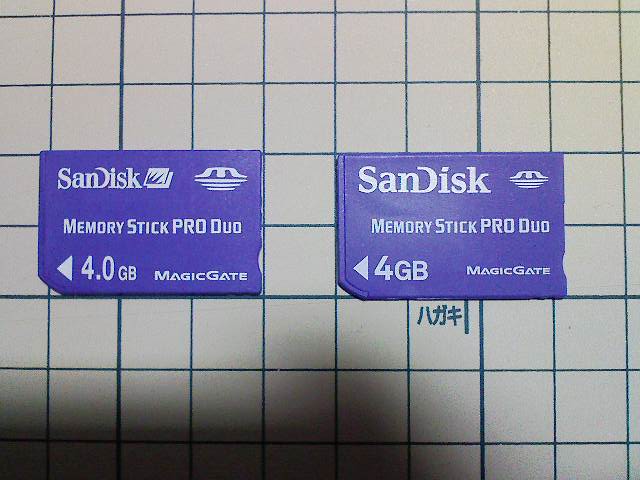 SanDisk
MEMORY STICK PRO DUO
4.0 GB MAGICGATE
SanDisk
MEMORY STICK PRO DUO
4GB MAGICGATE
ハガキ